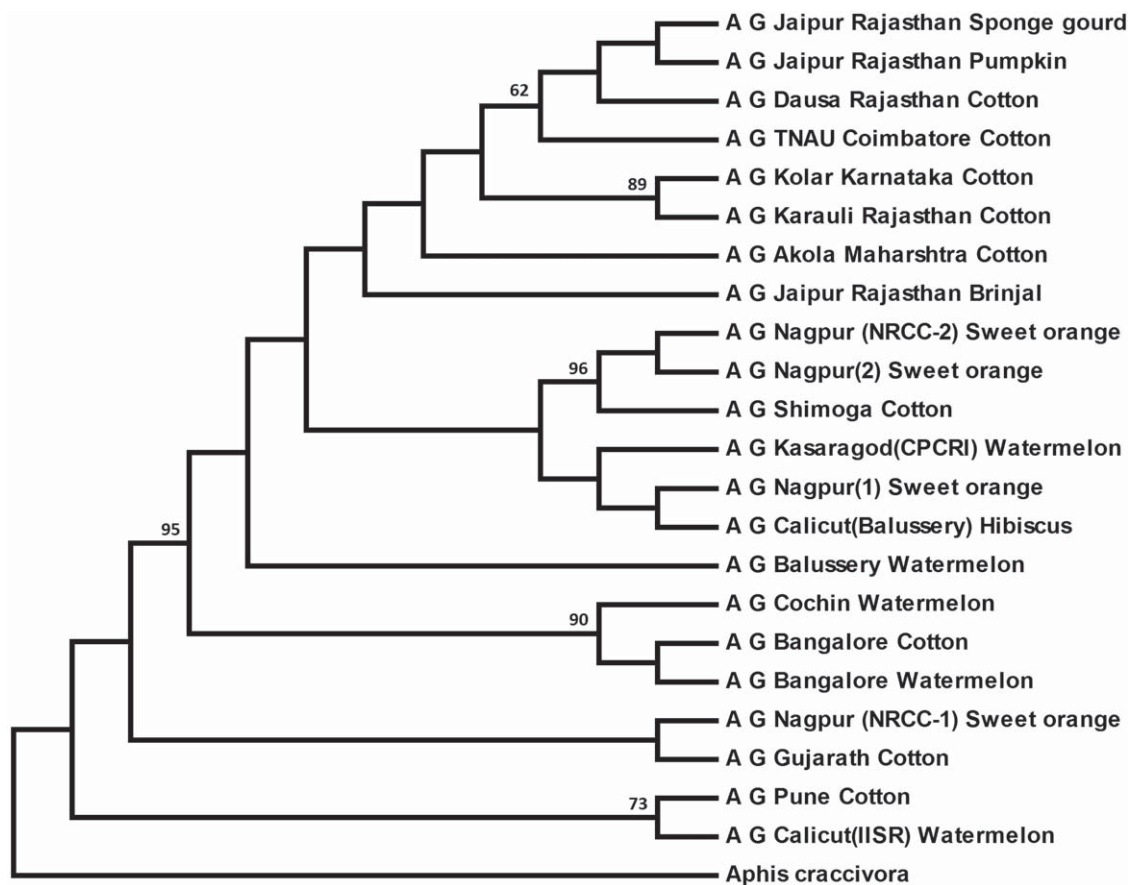 A G Jaipur Rajasthan Sponge gourd
A G Jaipur Rajasthan Pumpkin
62
A G Dausa Rajasthan Cotton
A G TNAU Coimbatore Cotton
89
A G Kolar Karnataka Cotton
A G Karauli Rajasthan Cotton
A G Akola Maharshtra Cotton
A G Jaipur Rajasthan Brinjal
A G Nagpur (NRCC-2) Sweet orange
96
A G Nagpur(2) Sweet orange
A G Shimoga Cotton
A G Kasaragod(CPCRI) Watermelon
A G Nagpur(1) Sweet orange
A G Calicut(Balussery) Hibiscus
95
A G Balussery Watermelon
A G Cochin Watermelon
90
A G Bangalore Cotton
A G Bangalore Watermelon
A G Nagpur (NRCC-1) Sweet orange
A G Gujarath Cotton
73
A G Pune Cotton
A G Calicut(IISR) Watermelon
Aphis craccivora